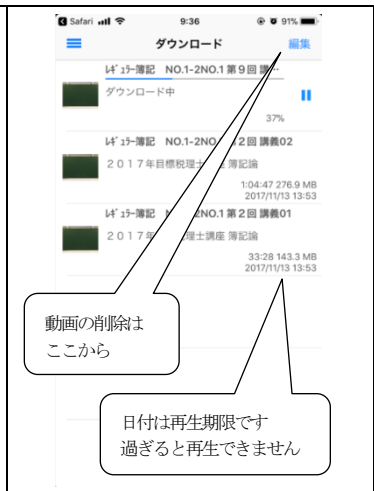 Safari 9:36 91%
ダウンロード 編集
ﾚｷﾞｭﾗｰ簿記 NO.1-2NO.1 第9回 講…
ダウンロード中
37%
ﾚｷﾞｭﾗｰ簿記 NO.1-2NO. 2回 講義02
2017年目標税理士 簿記論
1:04:47 276.9 MB
2017/11/13 13:53
ﾚｷﾞｭﾗｰ簿記 2NO.1 第2回 講義01
2017年 理士講座 簿記論
33:28 143.3 MB
2017/11/13 13:53
動画の削除は
ここから
日付は再生期限です
過ぎると再生できません